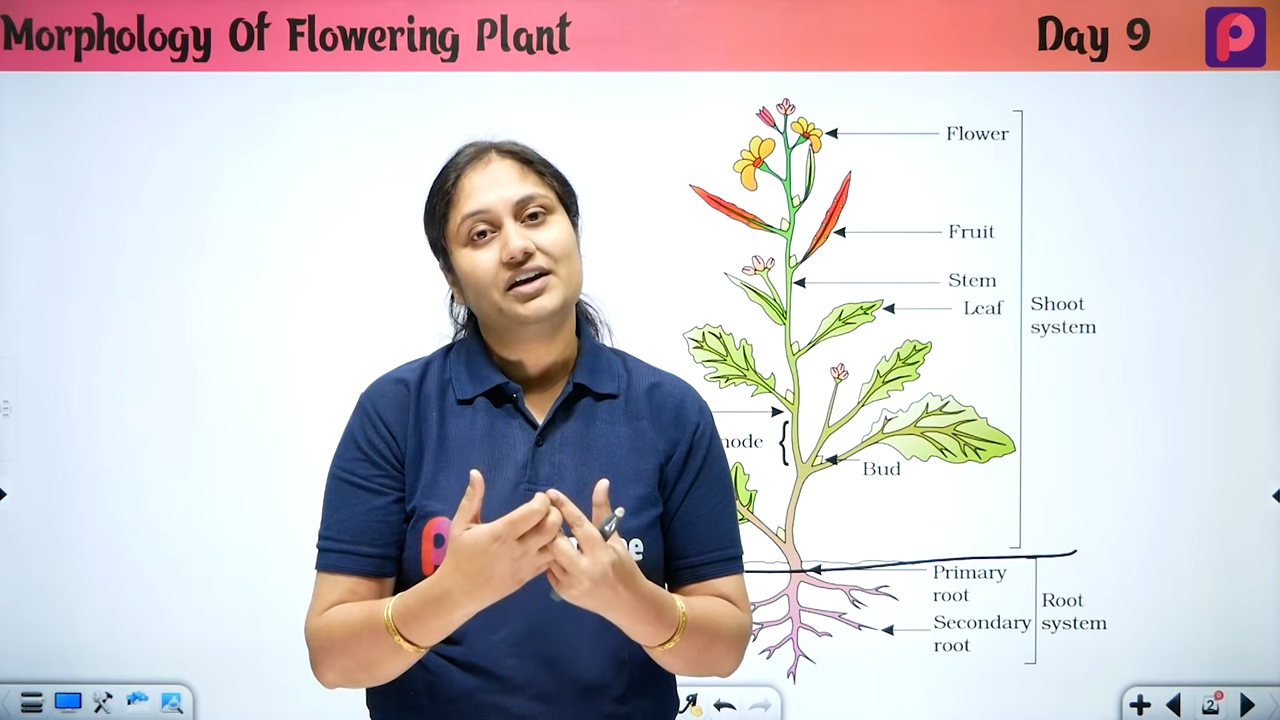 Morphology Of Flowering Plant
Day 9
Flower
Fruit
Stem
Leaf
Shoot
system
Bud
Primary
root
Secondary
root
Root
system
2